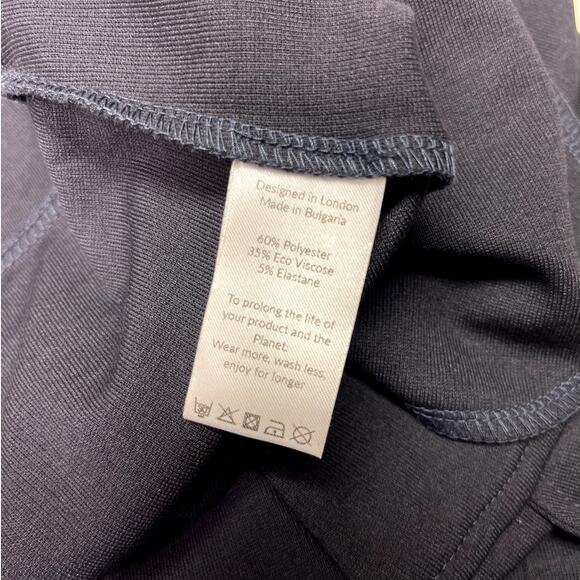 Designed in London
Made in Bulgaria
60% Polyester
35% Eco Viscose
5% Elastane
To prolong the life of
your product and the
Planet:
Wear more, wash less,
enjoy for longer